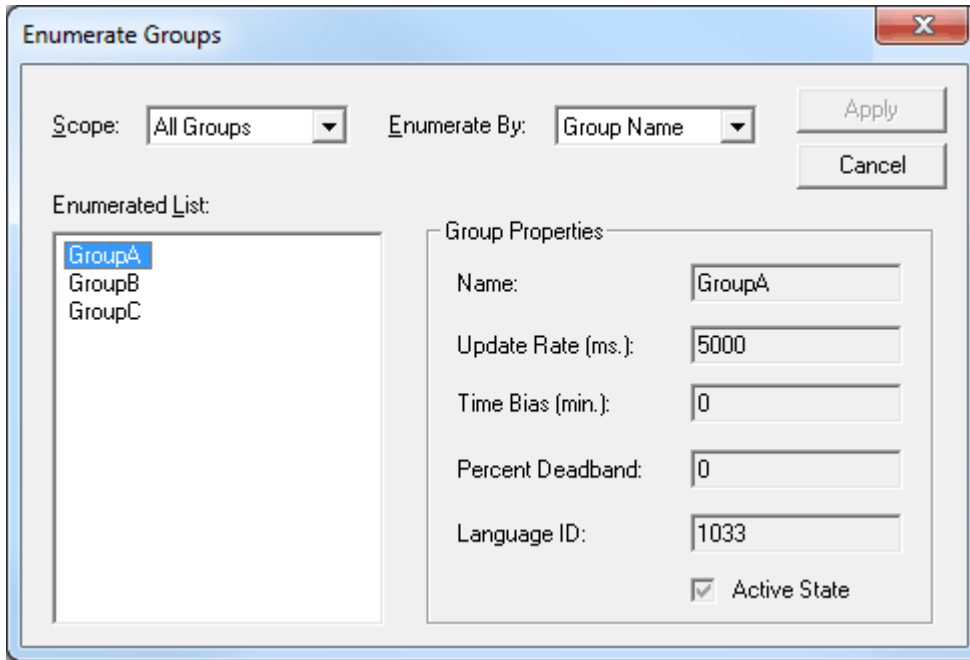 Enumerate Groups
Scope: All Groups Enumerate By: Group Name Apply
Cancel
Enumerated List:
GroupA
GroupB
GroupC
Group Properties
Name: GroupA
Update Rate (ms.): 5000
Time Bias (min.): 0
Percent Deadband: 0
Language ID: 1033
Active State